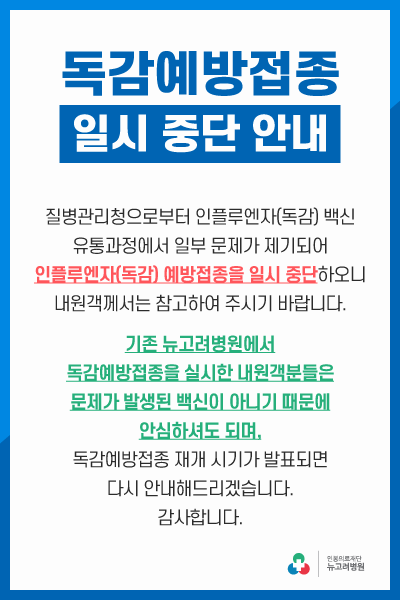 독감예방접종
일시 중단 안내
질병관리청으로부터 인플루엔자(독감) 백신
유통과정에서 일부 문제가 제기되어
인플루엔자(독감) 예방접종을 일시 중단하오니
내원객께서는 참고하여 주시기 바랍니다.
기존 뉴고려병원에서
독감예방접종을 실시한 내원객분들은
문제가 발생된 백신이 아니기 때문에
안심하셔도 되며,
독감예방접종 재개 시기가 발표되면
다시 안내해드리겠습니다.
감사합니다.
인봉의료재단
뉴고려병원